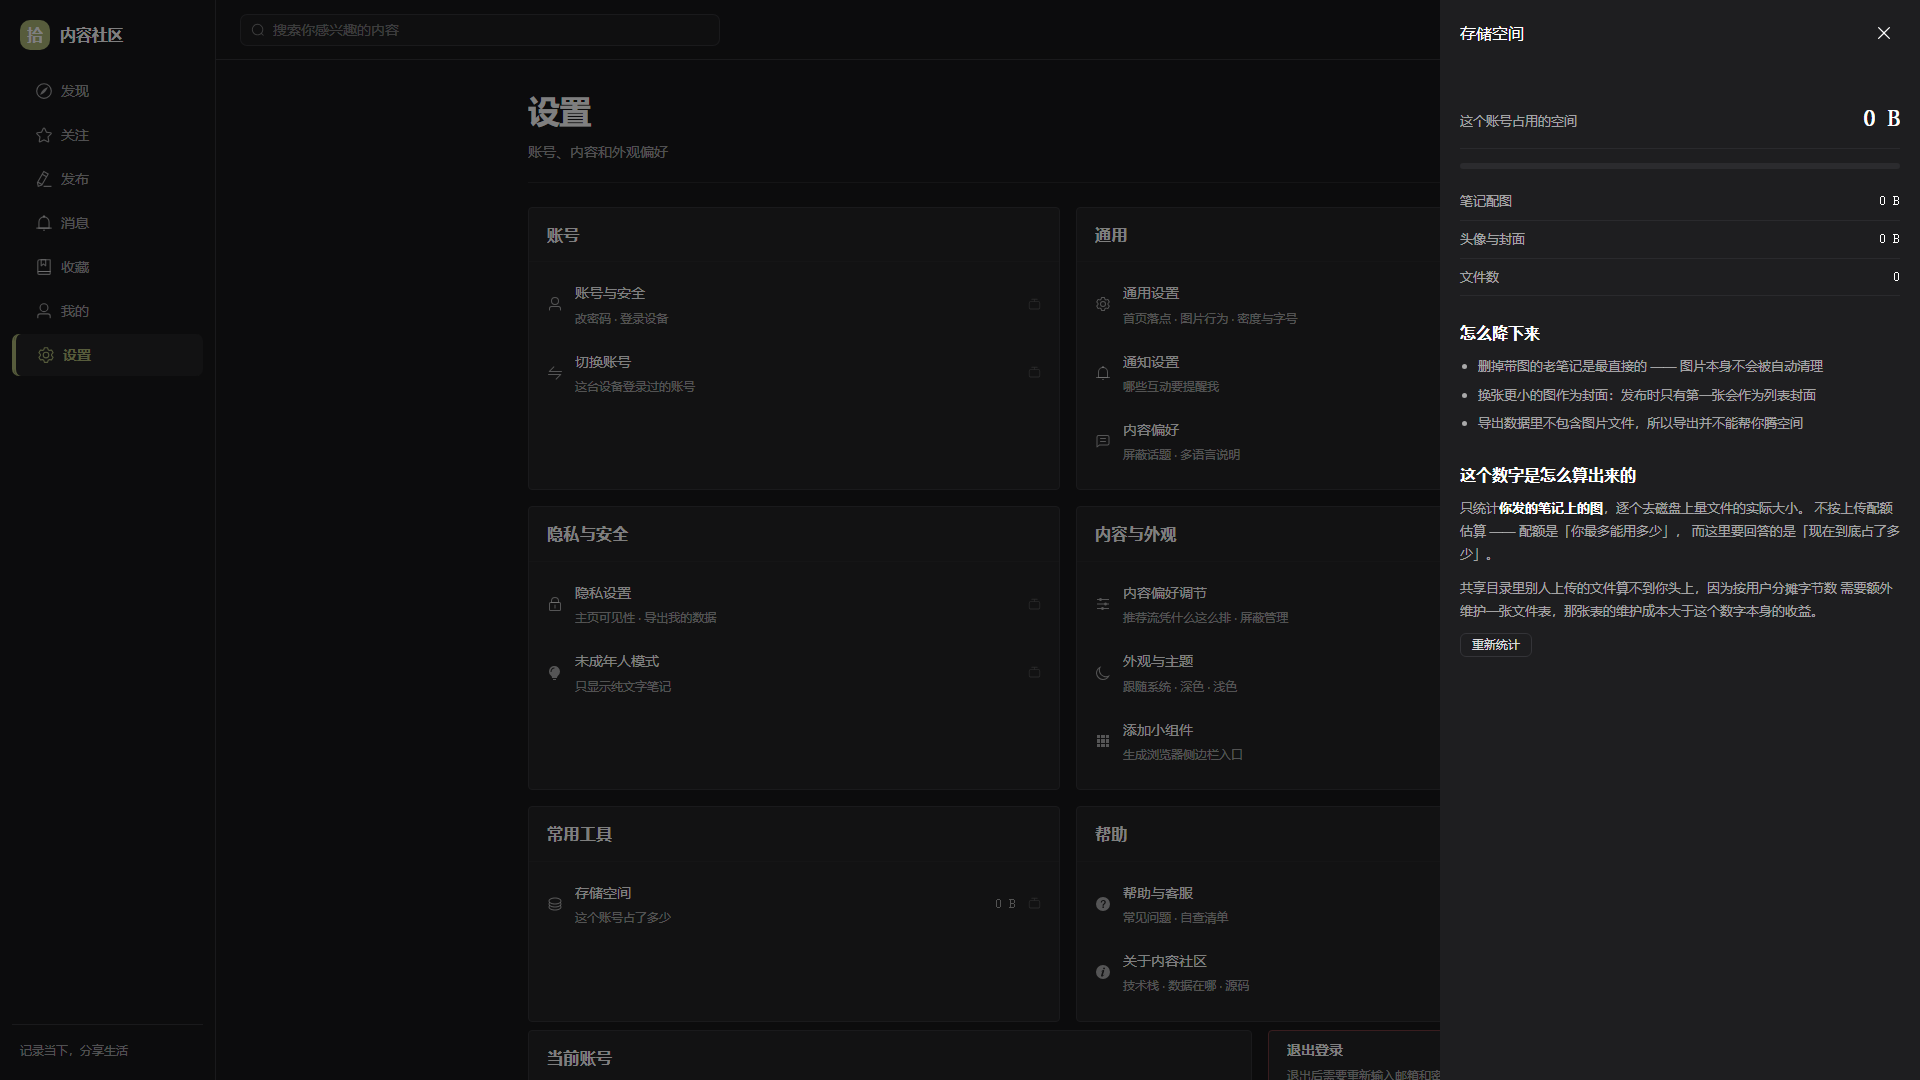 拾 内容社区
发现
关注
发布
消息
收藏
我的
设置
记录当下，分享生活
搜索你感兴趣的内容
设置
账号、内容和外观偏好
账号
账号与安全
改密码 · 登录设备
切换账号
这台设备登录过的账号
通用
通用设置
首页落点 · 图片行为 · 密度与字号
通知设置
哪些互动要提醒我
内容偏好
屏蔽话题 · 多语言说明
隐私与安全
隐私设置
主页可见性 · 导出我的数据
未成年人模式
只显示纯文字笔记
内容与外观
内容偏好调节
推荐流凭什么这么排 · 屏蔽管理
外观与主题
跟随系统 · 深色 · 浅色
添加小组件
生成浏览器侧边栏入口
常用工具
存储空间
这个账号占了多少
0 B
帮助
帮助与客服
常见问题 · 自查清单
关于内容社区
技术栈 · 数据在哪 · 源码
当前账号
退出登录
退出后需要重新输入邮箱和密
存储空间
这个账号占用的空间 0 B
笔记配图 0 B
头像与封面 0 B
文件数 0
怎么降下来
删掉带图的老笔记是最直接的 —— 图片本身不会被自动清理
换张更小的图作为封面：发布时只有第一张会作为列表封面
导出数据里不包含图片文件，所以导出并不能帮你腾空间
这个数字是怎么算出来的
只统计你发的笔记上的图，逐个去磁盘上量文件的实际大小。 不按上传配额
估算 —— 配额是「你最多能用多少」， 而这里要回答的是「现在到底占了多
少」。
共享目录里别人上传的文件算不到你头上，因为按用户分摊字节数 需要额外
维护一张文件表，那张表的维护成本大于这个数字本身的收益。
重新统计